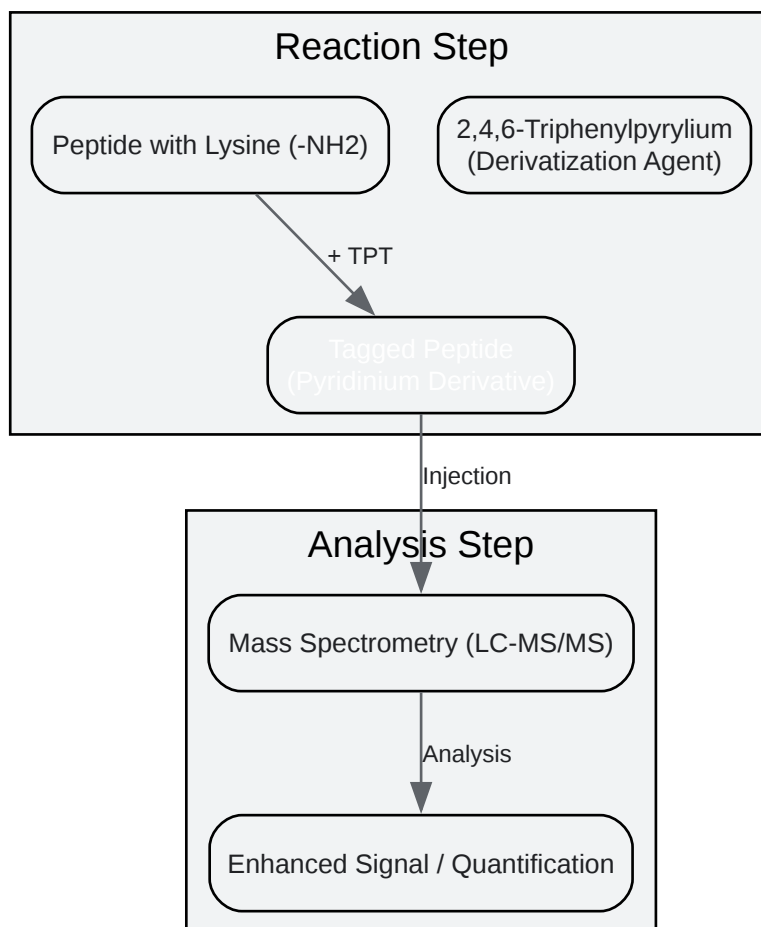 Reaction Step
Peptide with Lysine (-NH2)
2,4,6-Triphenylpyrylium
(Derivatization Agent)
+ TPT
Tagged Peptide
(Pyridinium Derivative)
Injection
Analysis Step
Mass Spectrometry (LC-MS/MS)
Analysis
Enhanced Signal / Quantification